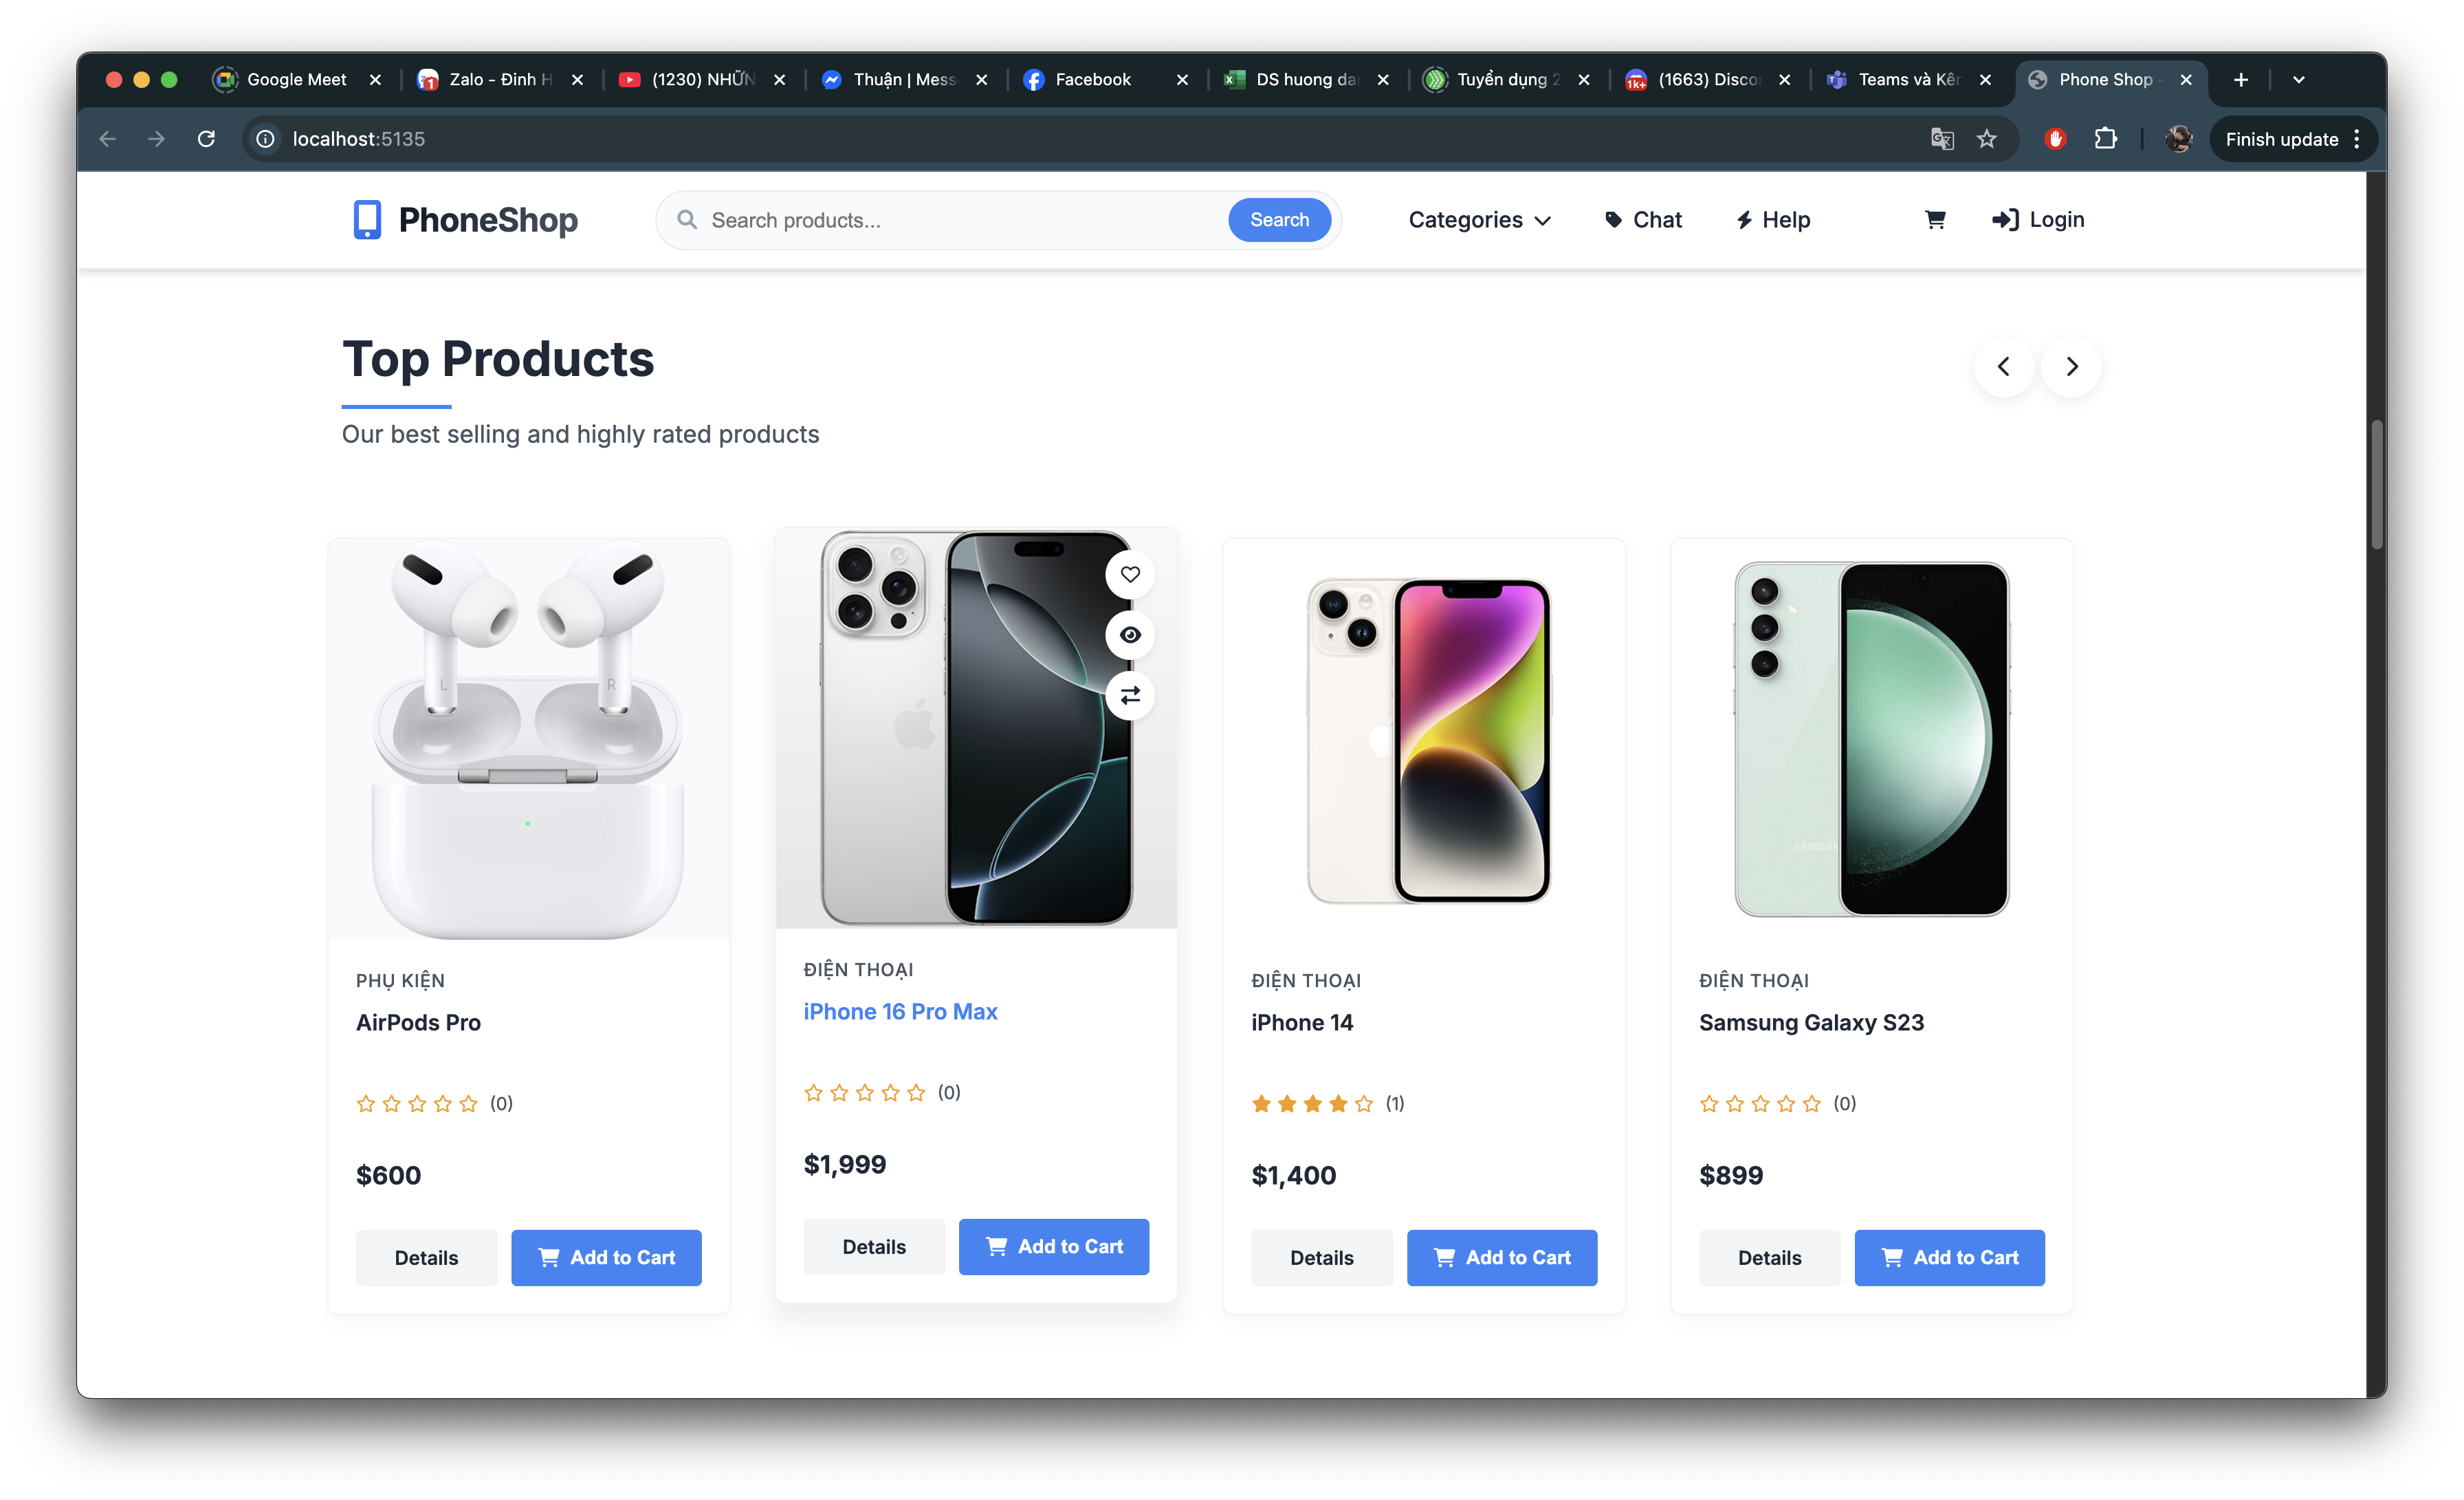 Google Meet
Zalo - Đinh H
(1230) NHỮN
Thuận | Mess
Facebook
DS huong da
Tuyển dụng 2
(1663) Disco
Teams và Kê
Phone Shop -
localhost:5135
Finish update
PhoneShop
Search products...
Search
Categories
Chat
Help
Login
Top Products
Our best selling and highly rated products
L
R
SAMSUN
PHỤ KIỆN
AirPods Pro
(0)
$600
Details
Add to Cart
ĐIỆN THOẠI
iPhone 16 Pro Max
(0)
$1,999
Details
Add to Cart
ĐIỆN THOẠI
iPhone 14
(1)
$1,400
Details
Add to Cart
ĐIỆN THOẠI
Samsung Galaxy S23
(0)
$899
Details
Add to Cart